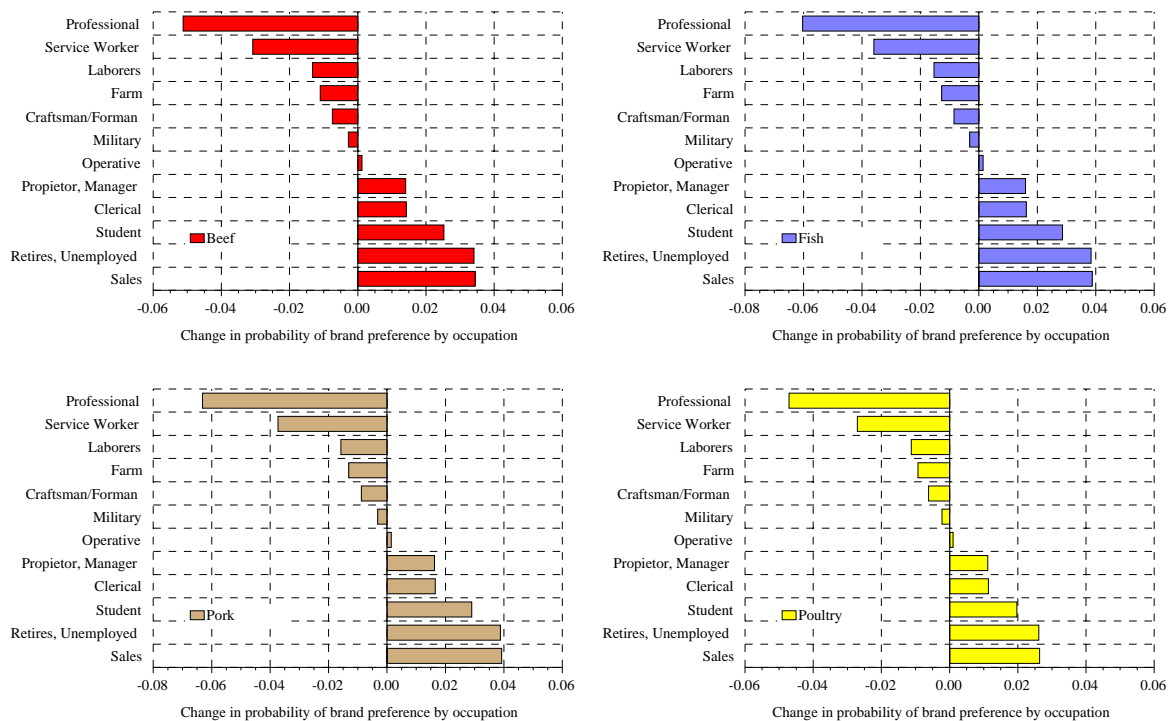 Professional
Service Worker
Laborers
Farm
Craftsman/Forman
Military
Operative
Propietor, Manager
Clerical
Student
Retires, Unemployed
Sales
Beef
-0.06 -0.04 -0.02 0.00 0.02 0.04 0.06
Change in probability of brand preference by occupation
Professional
Service Worker
Laborers
Farm
Craftsman/Forman
Military
Operative
Propietor, Manager
Clerical
Student
Retires, Unemployed
Sales
Fish
-0.08 -0.06 -0.04 -0.02 0.00 0.02 0.04 0.06
Change in probability of brand preference by occupation
Professional
Service Worker
Laborers
Farm
Craftsman/Forman
Military
Operative
Propietor, Manager
Clerical
Student
Retires, Unemployed
Sales
Pork
-0.08 -0.06 -0.04 -0.02 0.00 0.02 0.04 0.06
Change in probability of brand preference by occupation
Professional
Service Worker
Laborers
Farm
Craftsman/Forman
Military
Operative
Propietor, Manager
Clerical
Student
Retires, Unemployed
Sales
Poultry
-0.06 -0.04 -0.02 0.00 0.02 0.04 0.06
Change in probability of brand preference by occupation